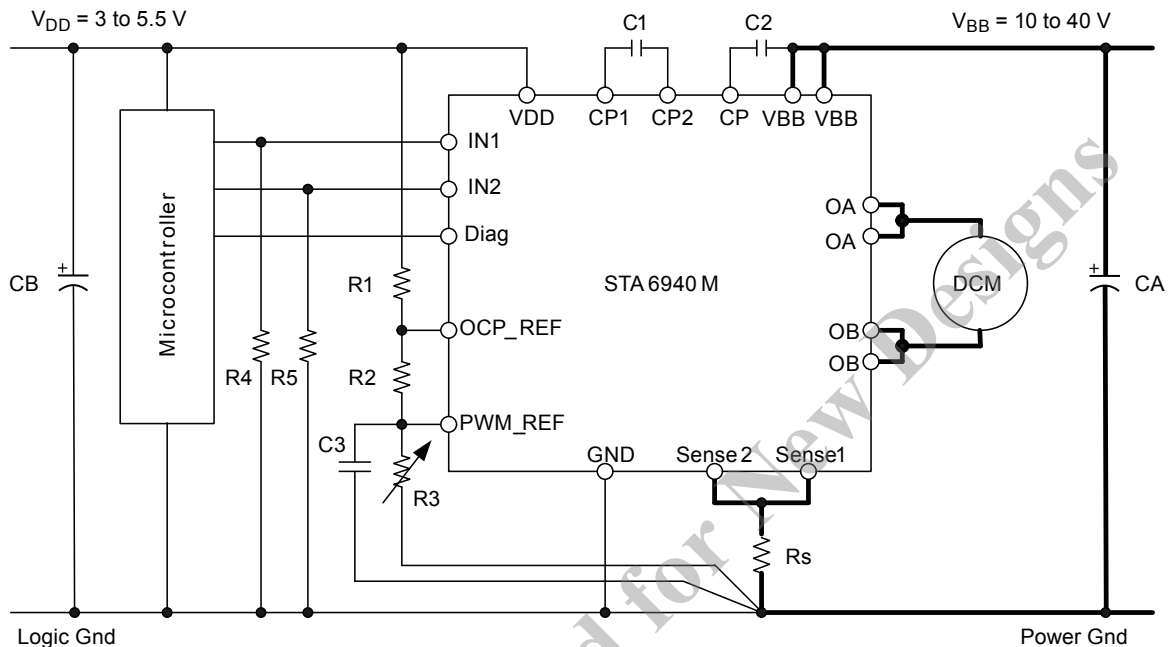 VDD = 3 to 5.5 V
C1
C2
VBB = 10 to 40 V
VDD
CP1
CP2
CP
VBB
VBB
IN1
IN2
Diag
OA
OA
Microcontroller
CB
+
R1
STA 6940 M
DCM
+
CA
OCP_REF
OB
OB
R4
R5
R2
PWM_REF
C3
R3
GND
Sense 2
Sense1
Rs
Logic Gnd
Power Gnd
d for New Designs